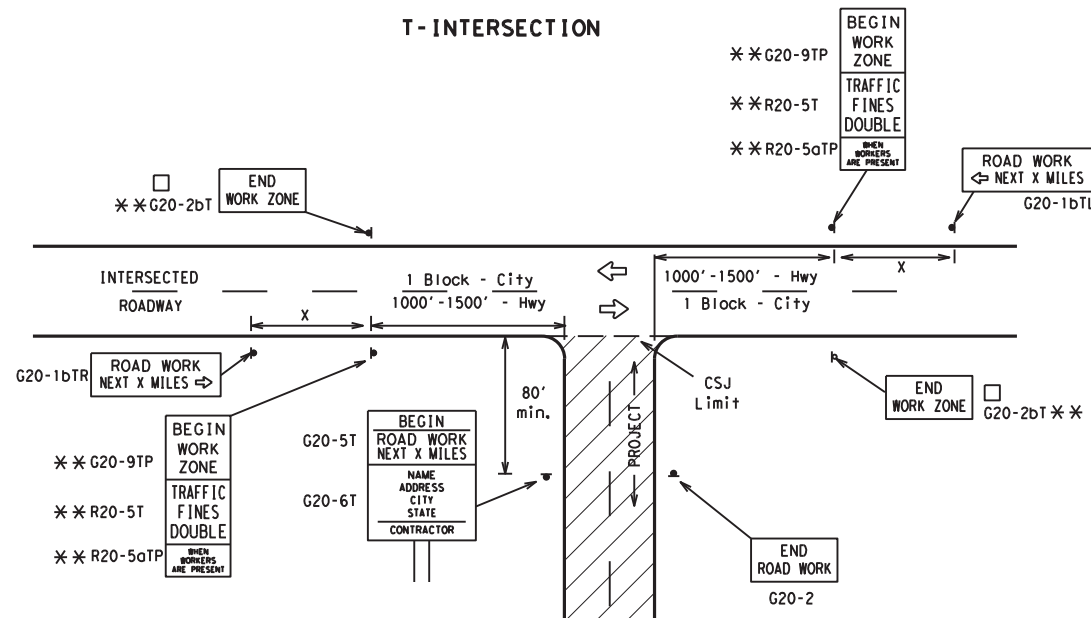 T-INTERSECTION
BEGIN
WORK
ZONE
TRAFFIC
FINES
DOUBLE
WHEN
WORKERS
ARE PRESENT
**G20-9TP
**R20-5T
**R20-5aTP
ROAD WORK
⇦ NEXT X MILES
G20-1bTL
END
WORK ZONE
□
**G20-2bT
INTERSECTED
ROADWAY
1 Block - City
1000'-1500' - Hwy
1000'-1500' - Hwy
1 Block - City
X
X
G20-1bTR
ROAD WORK
NEXT X MILES ⇨
80'
min.
CSJ
Limit
PROJECT
END
WORK ZONE
□
G20-2bT **
BEGIN
WORK
ZONE
TRAFFIC
FINES
DOUBLE
WHEN
WORKERS
ARE PRESENT
**G20-9TP
**R20-5T
**R20-5aTP
G20-5T
BEGIN
ROAD WORK
NEXT X MILES
G20-6T
NAME
ADDRESS
CITY
STATE
CONTRACTOR
END
ROAD WORK
G20-2